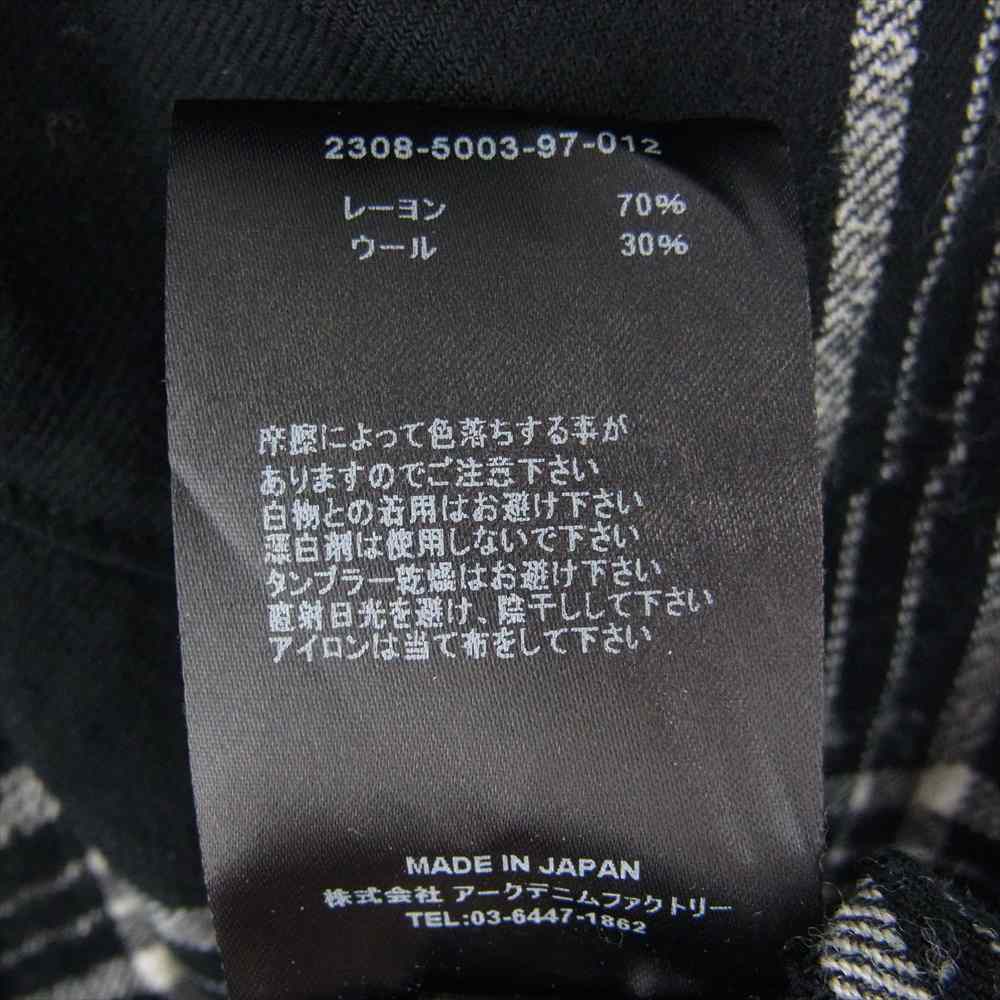 2308-5003-97-012
レーヨン 70%
ウール 30%
摩擦によって色落ちする事が
ありますのでご注意下さい
白物との着用はお避け下さい
漂白剤は使用しないで下さい
タンブラー乾燥はお避け下さい
直射日光を避け、陰干しして下さい
アイロンは当て布をして下さい
MADE IN JAPAN
株式会社 アークデニムファクトリー
TEL:03-6447-1862